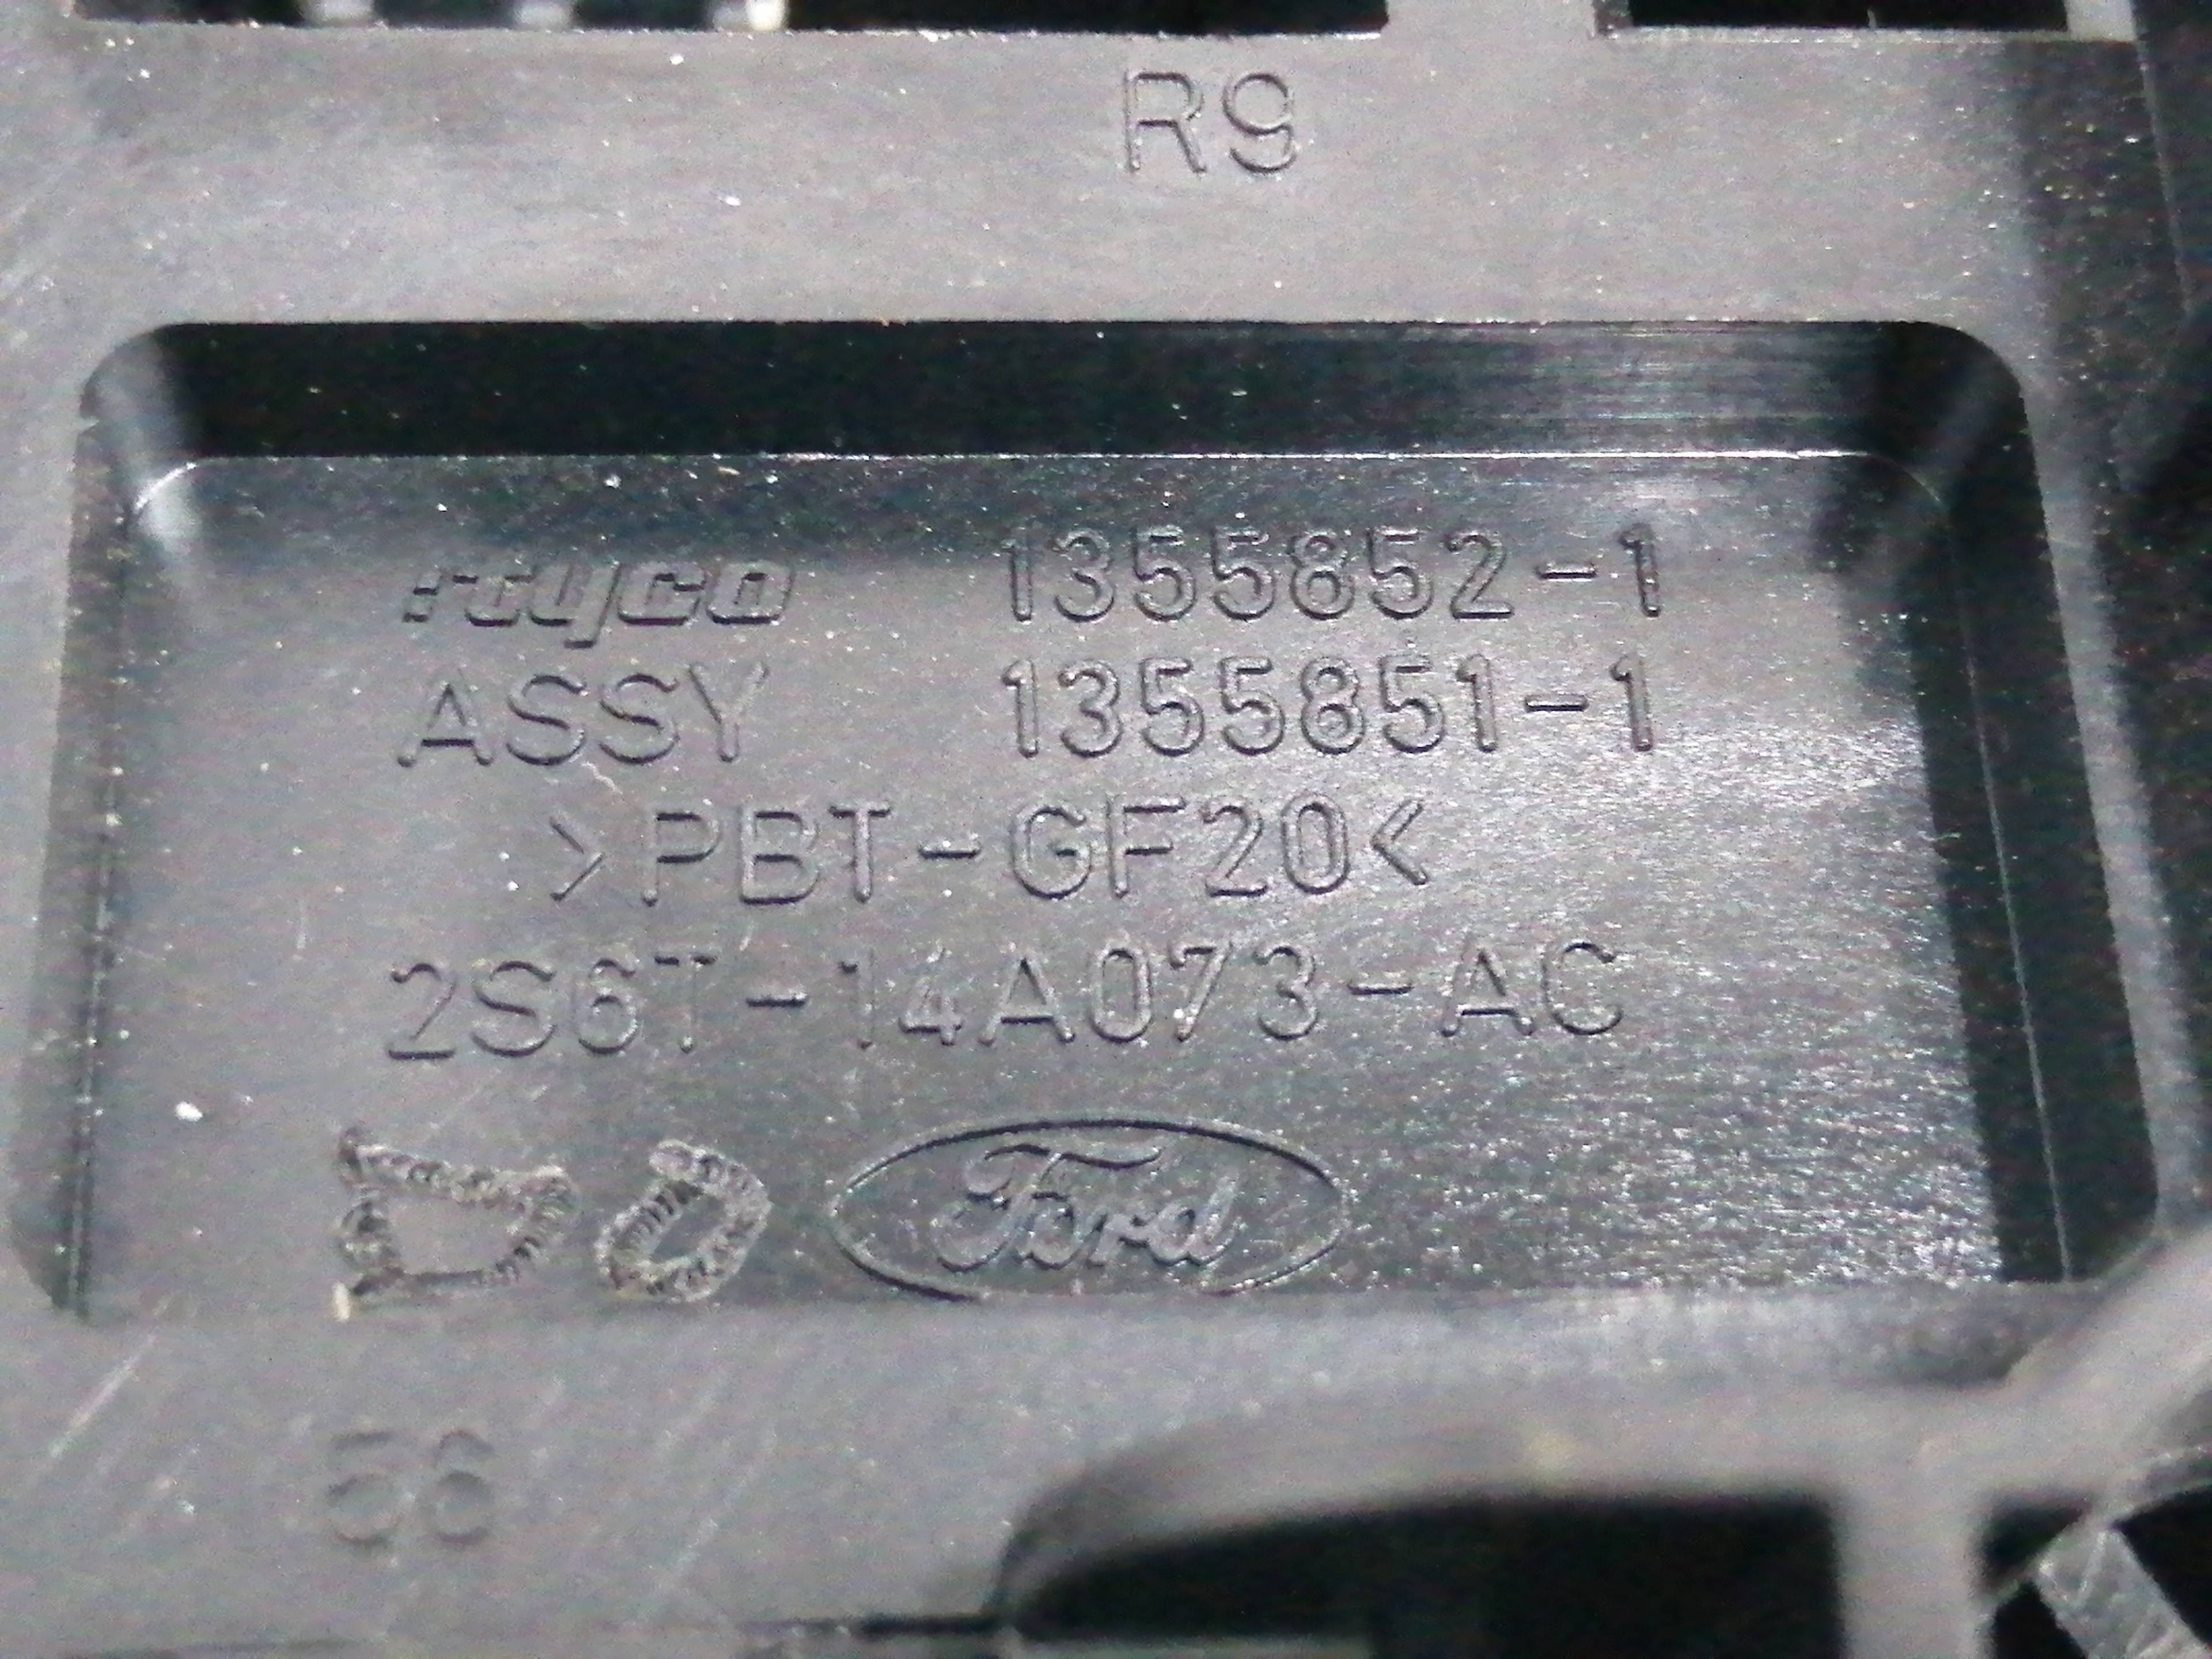 R9
tyco 1355852-1
ASSY 1355851-1
>PBT-GF20<
2S6T-14A073-AC
Ford
56